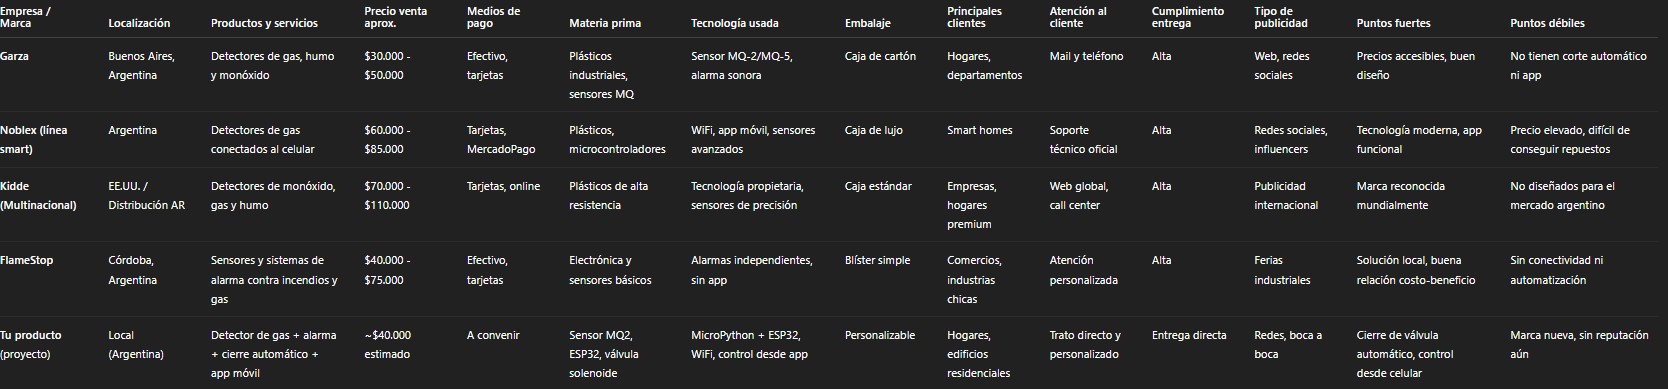 Empresa / Marca | Localización | Productos y servicios | Precio venta aprox. | Medios de pago | Materia prima | Tecnología usada | Embalaje | Principales clientes | Atención al cliente | Cumplimiento entrega | Tipo de publicidad | Puntos fuertes | Puntos débiles
Garza | Buenos Aires, Argentina | Detectores de gas, humo y monóxido | $30.000 - $50.000 | Efectivo, tarjetas | Plásticos industriales, sensores MQ | Sensor MQ-2/MQ-5, alarma sonora | Caja de cartón | Hogares, departamentos | Mail y teléfono | Alta | Web, redes sociales | Precios accesibles, buen diseño | No tienen corte automático ni app
Noblex (línea smart) | Argentina | Detectores de gas conectados al celular | $60.000 - $85.000 | Tarjetas, MercadoPago | Plásticos, microcontroladores | WiFi, app móvil, sensores avanzados | Caja de lujo | Smart homes | Soporte técnico oficial | Alta | Redes sociales, influencers | Tecnología moderna, app funcional | Precio elevado, difícil de conseguir repuestos
Kidde (Multinacional) | EE.UU. / Distribución AR | Detectores de monóxido, gas y humo | $70.000 - $110.000 | Tarjetas, online | Plásticos de alta resistencia | Tecnología propietaria, sensores de precisión | Caja estándar | Empresas, hogares premium | Web global, call center | Alta | Publicidad internacional | Marca reconocida mundialmente | No diseñados para el mercado argentino
FlameStop | Córdoba, Argentina | Sensores y sistemas de alarma contra incendios y gas | $40.000 - $75.000 | Efectivo, tarjetas | Electrónica y sensores básicos | Alarmas independientes, sin app | Blíster simple | Comercios, industrias chicas | Atención personalizada | Alta | Ferias industriales | Solución local, buena relación costo-beneficio | Sin conectividad ni automatización
Tu producto (proyecto) | Local (Argentina) | Detector de gas + alarma + cierre automático + app móvil | ~$40.000 estimado | A convenir | Sensor MQ2, ESP32, válvula solenoide | MicroPython + ESP32, WiFi, control desde app | Personalizable | Hogares, edificios residenciales | Trato directo y personalizado | Entrega directa | Redes, boca a boca | Cierre de válvula automático, control desde celular | Marca nueva, sin reputación aún